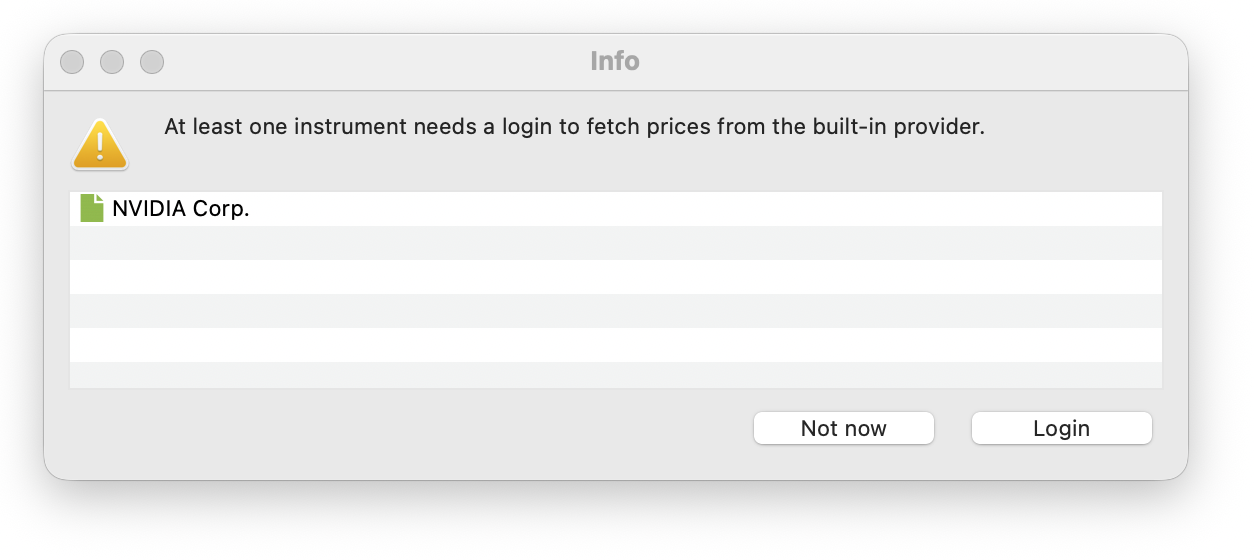 Info
At least one instrument needs a login to fetch prices from the built-in provider.
NVIDIA Corp.
Not now
Login